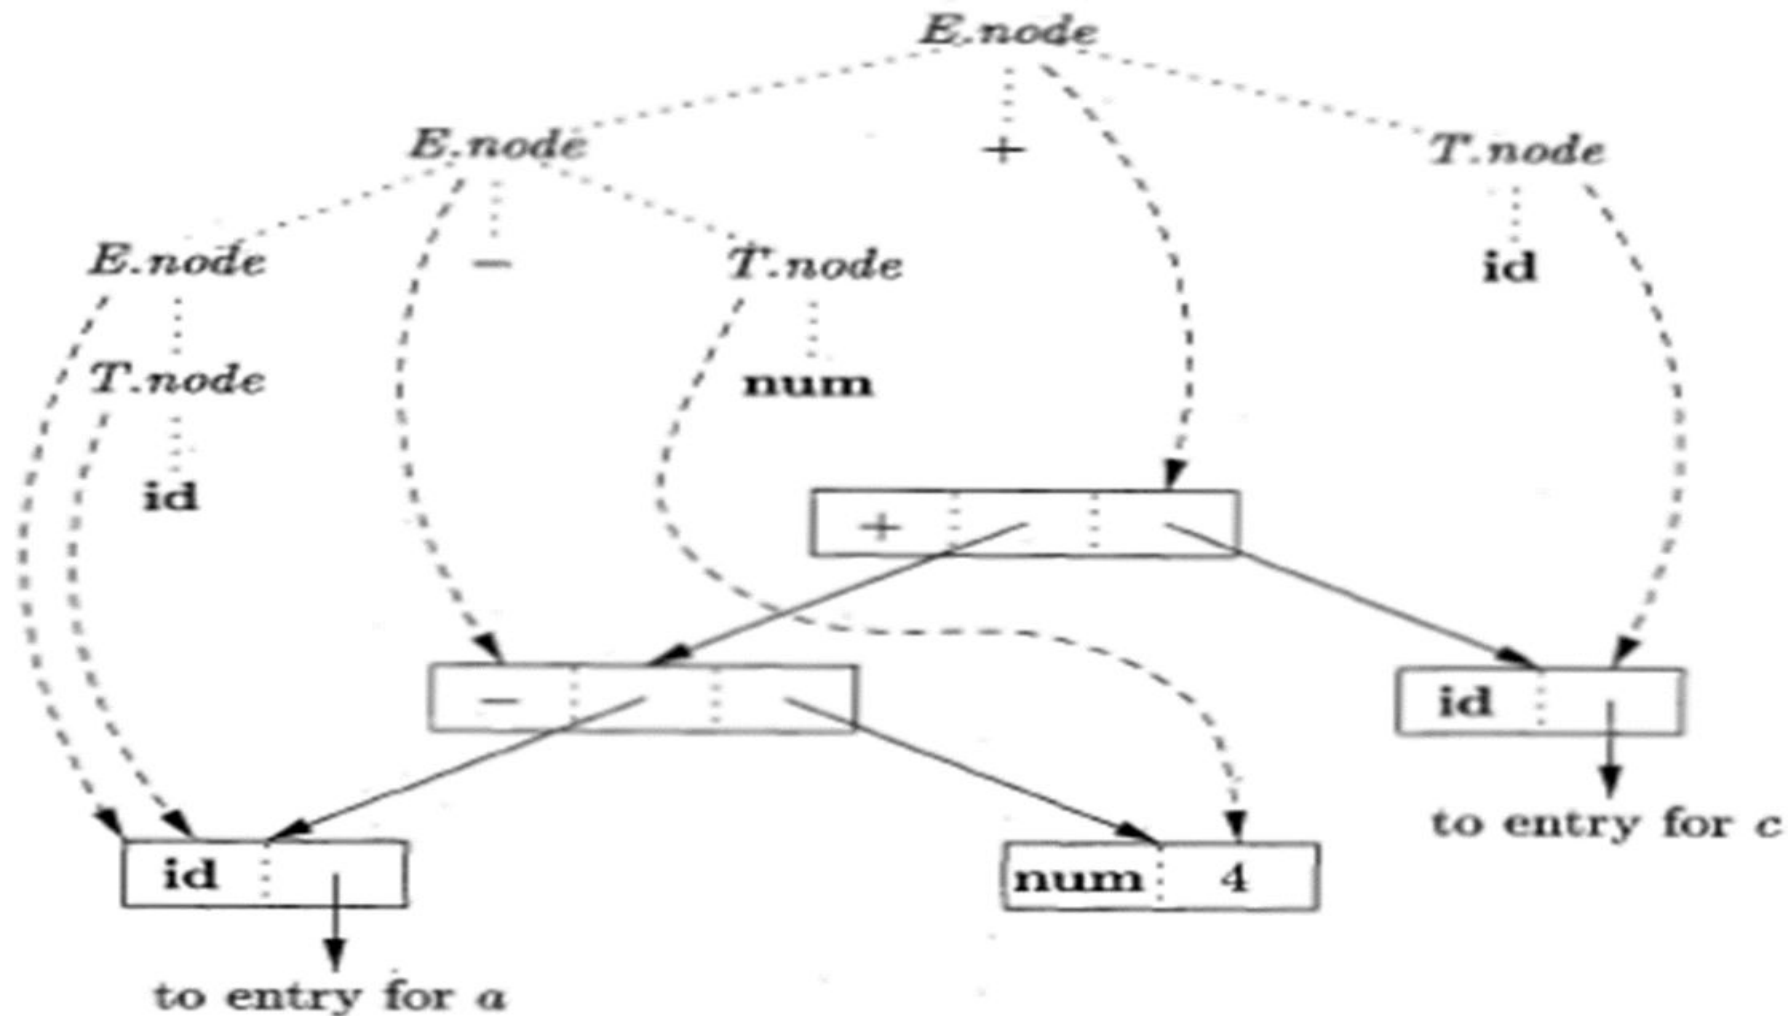 E.node
E.node + T.node
E.node − T.node id
T.node num
id
+
− id
to entry for c
id num 4
to entry for a